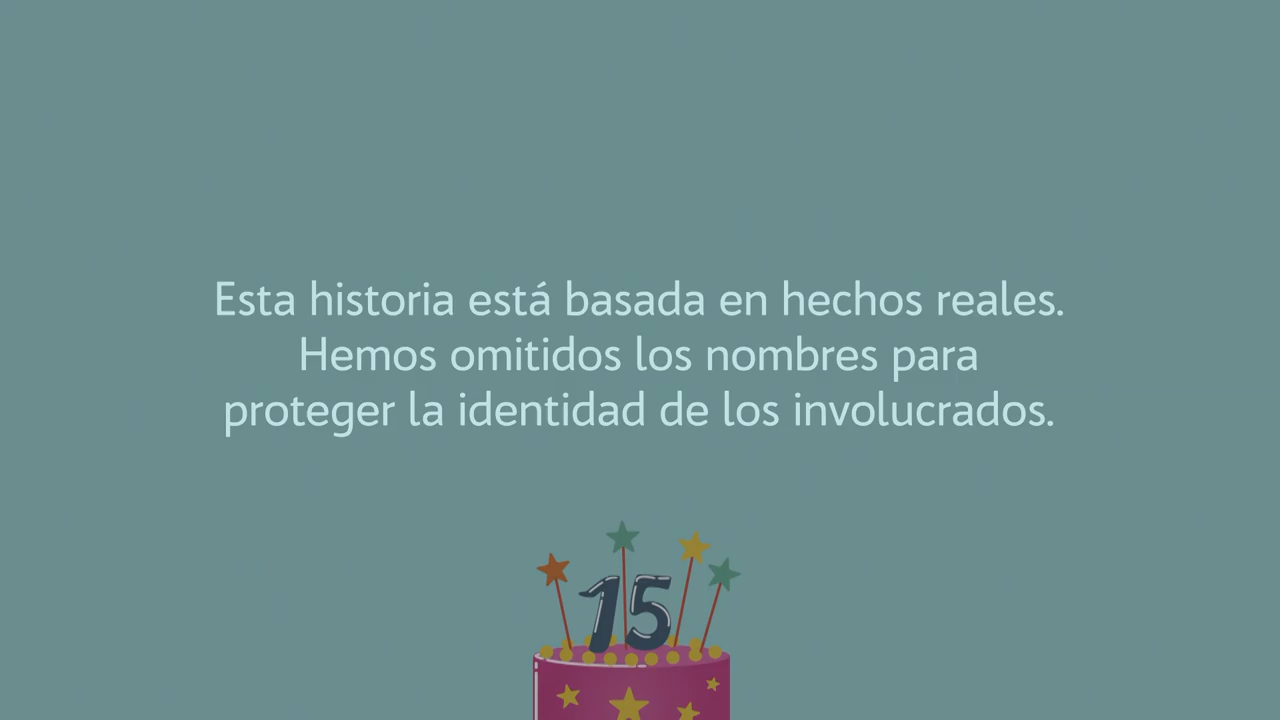 Esta historia está basada en hechos reales.
Hemos omitidos los nombres para
proteger la identidad de los involucrados.
15